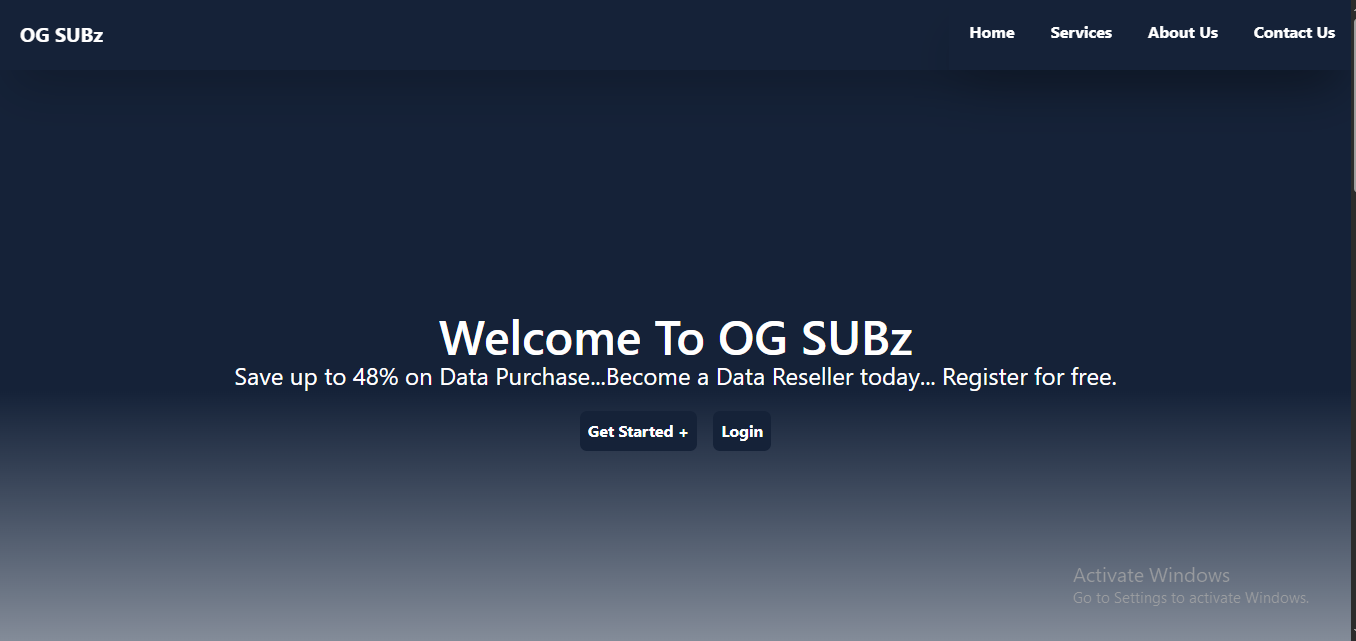 OG SUBz
Home Services About Us Contact Us
Welcome To OG SUBz
Save up to 48% on Data Purchase...Become a Data Reseller today... Register for free.
Get Started + Login
Activate Windows
Go to Settings to activate Windows.